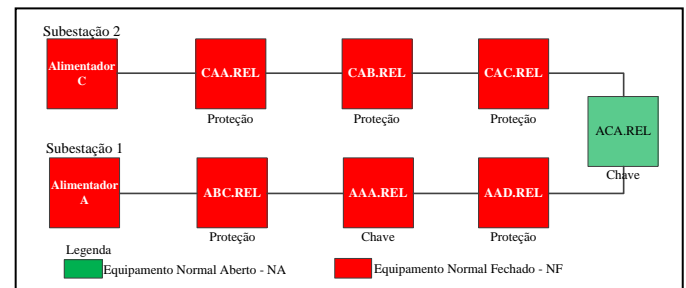 Subestação 2
Alimentador
C
CAA.REL
CAB.REL
CAC.REL
Proteção
Proteção
Proteção
ACA.REL
Chave
Subestação 1
Alimentador
A
ABC.REL
AAA.REL
AAD.REL
Proteção
Chave
Proteção
Legenda
Equipamento Normal Aberto - NA
Equipamento Normal Fechado - NF